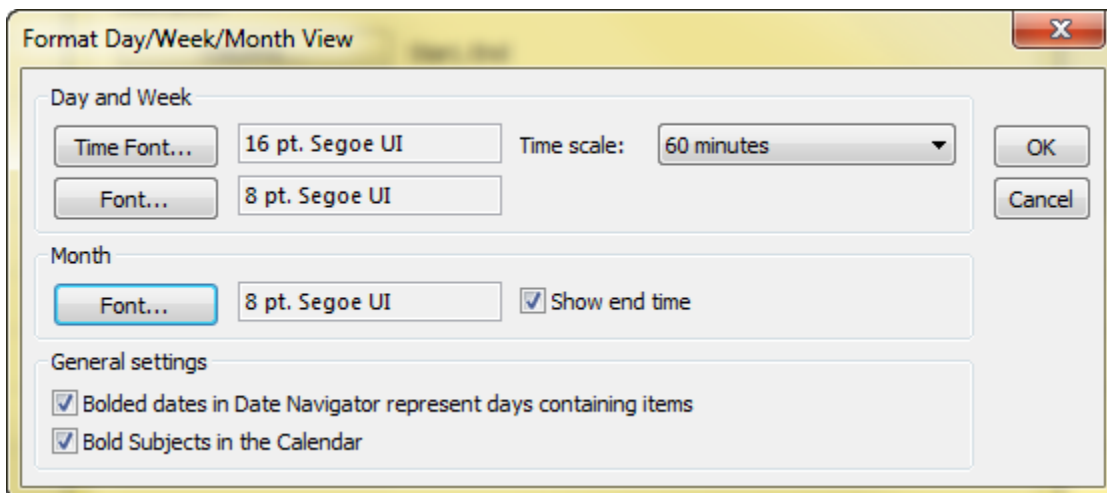 Format Day/Week/Month View
Day and Week
Time Font... 16 pt. Segoe UI Time scale: 60 minutes OK
Font... 8 pt. Segoe UI Cancel
Month
Font... 8 pt. Segoe UI Show end time
General settings
Bolded dates in Date Navigator represent days containing items
Bold Subjects in the Calendar